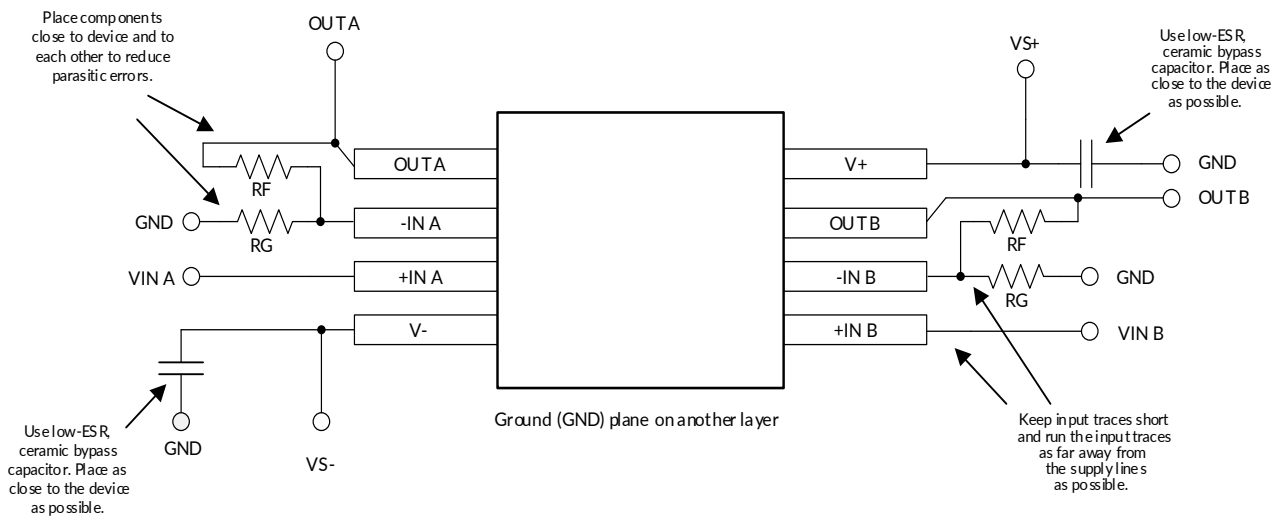 Place components
close to device and to
each other to reduce
parasitic errors.
OUT A
VS+
Use low-ESR,
ceramic bypass
capacitor. Place as
close to the device
as possible.
OUT A
V+
GND
RF
OUT B
GND
-IN A
OUT B
RG
RF
VIN A
+IN A
-IN B
GND
RG
V-
+IN B
VIN B
Ground (GND) plane on another layer
GND
VS-
Use low-ESR,
ceramic bypass
capacitor. Place as
close to the device
as possible.
Keep input traces short
and run the input traces
as far away from
the supply lines
as possible.